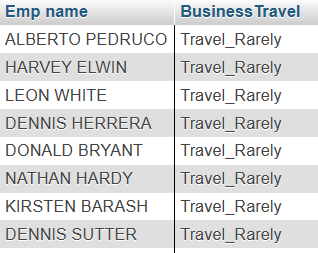 Emp name BusinessTravel
ALBERTO PEDRUCO Travel_Rarely
HARVEY ELWIN Travel_Rarely
LEON WHITE Travel_Rarely
DENNIS HERRERA Travel_Rarely
DONALD BRYANT Travel_Rarely
NATHAN HARDY Travel_Rarely
KIRSTEN BARASH Travel_Rarely
DENNIS SUTTER Travel_Rarely